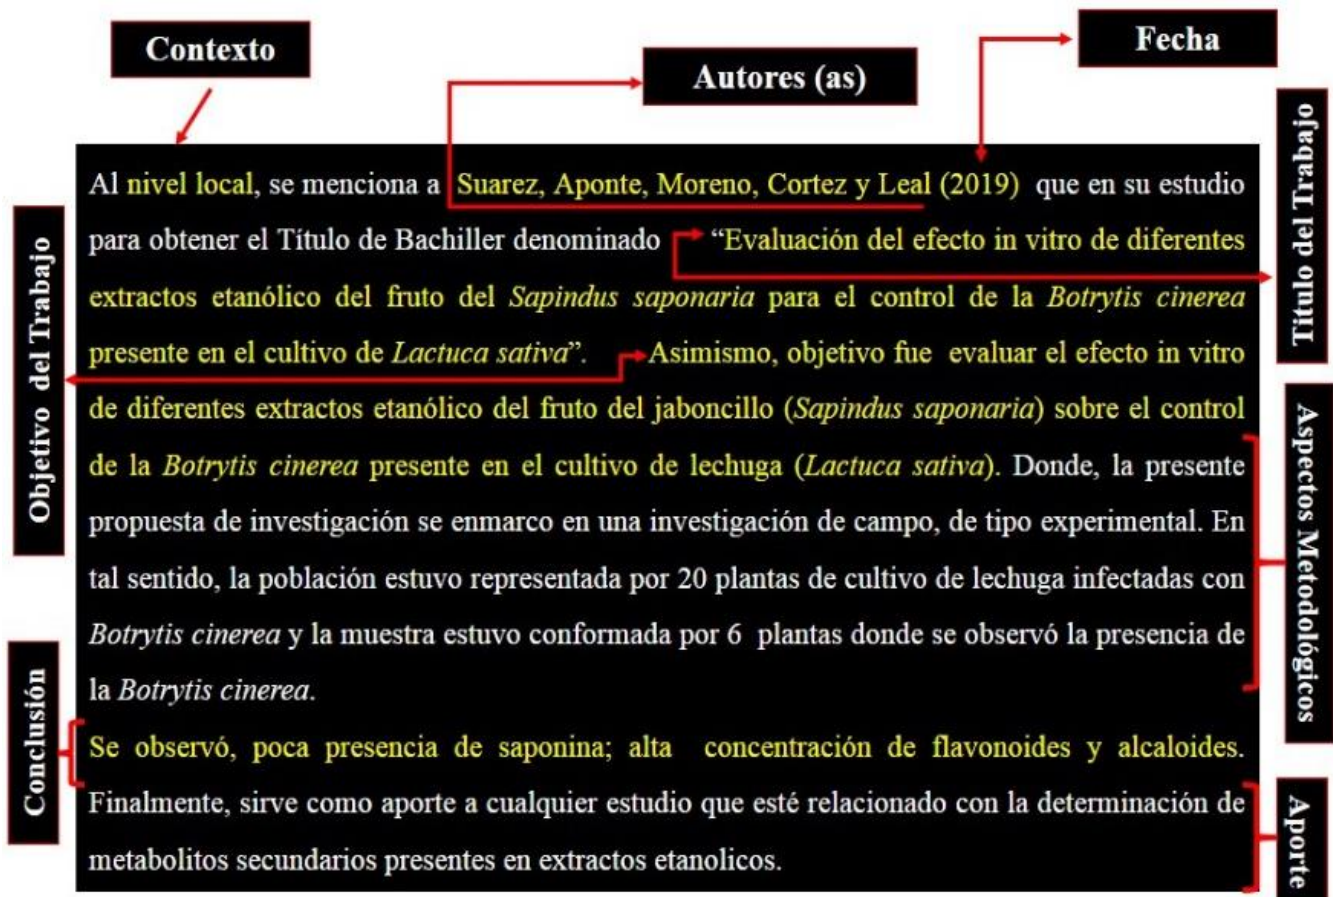 Contexto
Autores (as)
Fecha
Título del Trabajo
Objetivo del Trabajo
Aspectos Metodológicos
Conclusión
Aporte
Al nivel local, se menciona a Suarez, Aponte, Moreno, Cortez y Leal (2019) que en su estudio
para obtener el Título de Bachiller denominado “Evaluación del efecto in vitro de diferentes
extractos etanólico del fruto del Sapindus saponaria para el control de la Botrytis cinerea
presente en el cultivo de Lactuca sativa”. Asimismo, objetivo fue evaluar el efecto in vitro
de diferentes extractos etanólico del fruto del jaboncillo (Sapindus saponaria) sobre el control
de la Botrytis cinerea presente en el cultivo de lechuga (Lactuca sativa). Donde, la presente
propuesta de investigación se enmarco en una investigación de campo, de tipo experimental. En
tal sentido, la población estuvo representada por 20 plantas de cultivo de lechuga infectadas con
Botrytis cinerea y la muestra estuvo conformada por 6 plantas donde se observó la presencia de
la Botrytis cinerea.
Se observó, poca presencia de saponina; alta concentración de flavonoides y alcaloides.
Finalmente, sirve como aporte a cualquier estudio que esté relacionado con la determinación de
metabolitos secundarios presentes en extractos etanolicos.